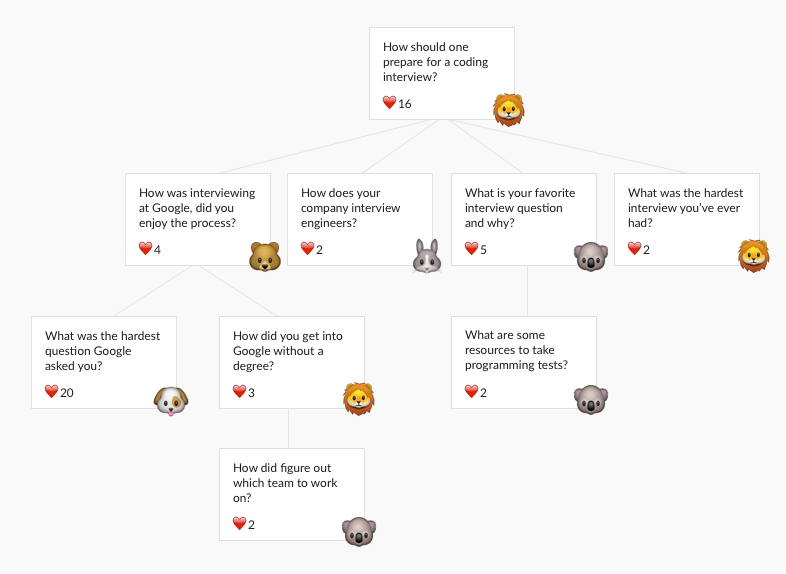 How should one
prepare for a coding
interview?
16
How was interviewing
at Google, did you
enjoy the process?
4
How does your
company interview
engineers?
2
What is your favorite
interview question
and why?
5
What was the hardest
interview you've ever
had?
2
What was the hardest
question Google
asked you?
20
How did you get into
Google without a
degree?
3
What are some
resources to take
programming tests?
2
How did figure out
which team to work
on?
2